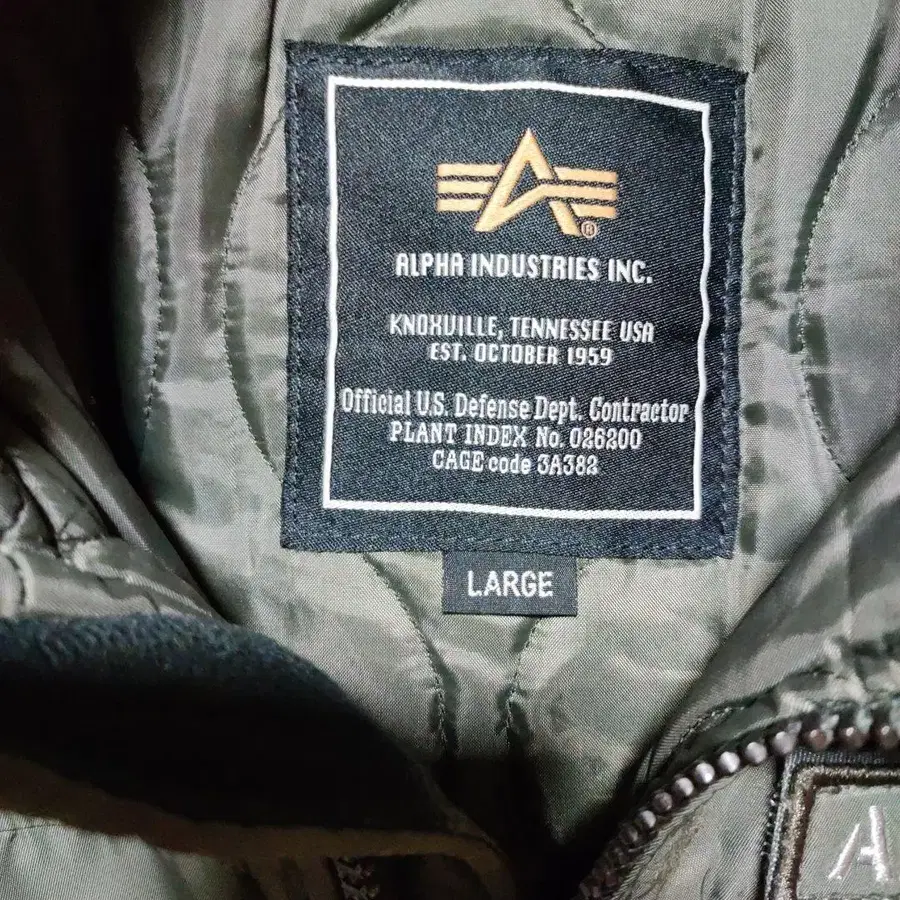 ®
ALPHA INDUSTRIES INC.
KNOXVILLE, TENNESSEE USA
EST. OCTOBER 1959
Official U.S. Defense Dept. Contractor
PLANT INDEX No. 026200
CAGE code 3A382
LARGE
A